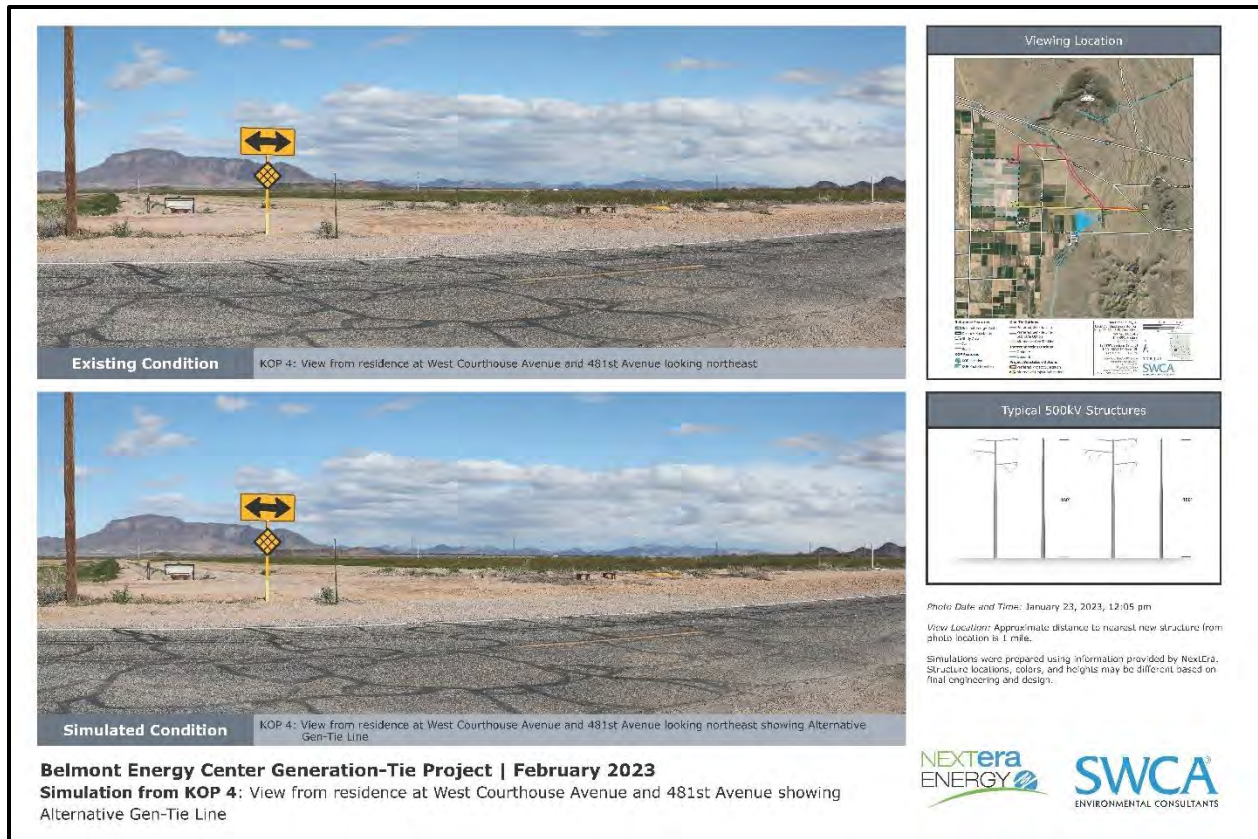 Existing Condition
KOP 4: View from residence at West Courthouse Avenue and 481st Avenue looking northeast
Simulated Condition
KOP 4: View from residence at West Courthouse Avenue and 481st Avenue looking northeast showing Alternative
Gen-Tie Line
Belmont Energy Center Generation-Tie Project | February 2023
Simulation from KOP 4: View from residence at West Courthouse Avenue and 481st Avenue showing
Alternative Gen-Tie Line
Viewing Location
SWCA
Typical 500kV Structures
Photo Date and Time: January 23, 2023, 12:05 pm
View Location: Approximate distance to nearest new structure from
photo location is 1 mile.
Simulations were prepared using information provided by NextEra.
Structure locations, colors, and heights may be different based on
final engineering and design.
NEXTera
ENERGY
SWCA
ENVIRONMENTAL CONSULTANTS